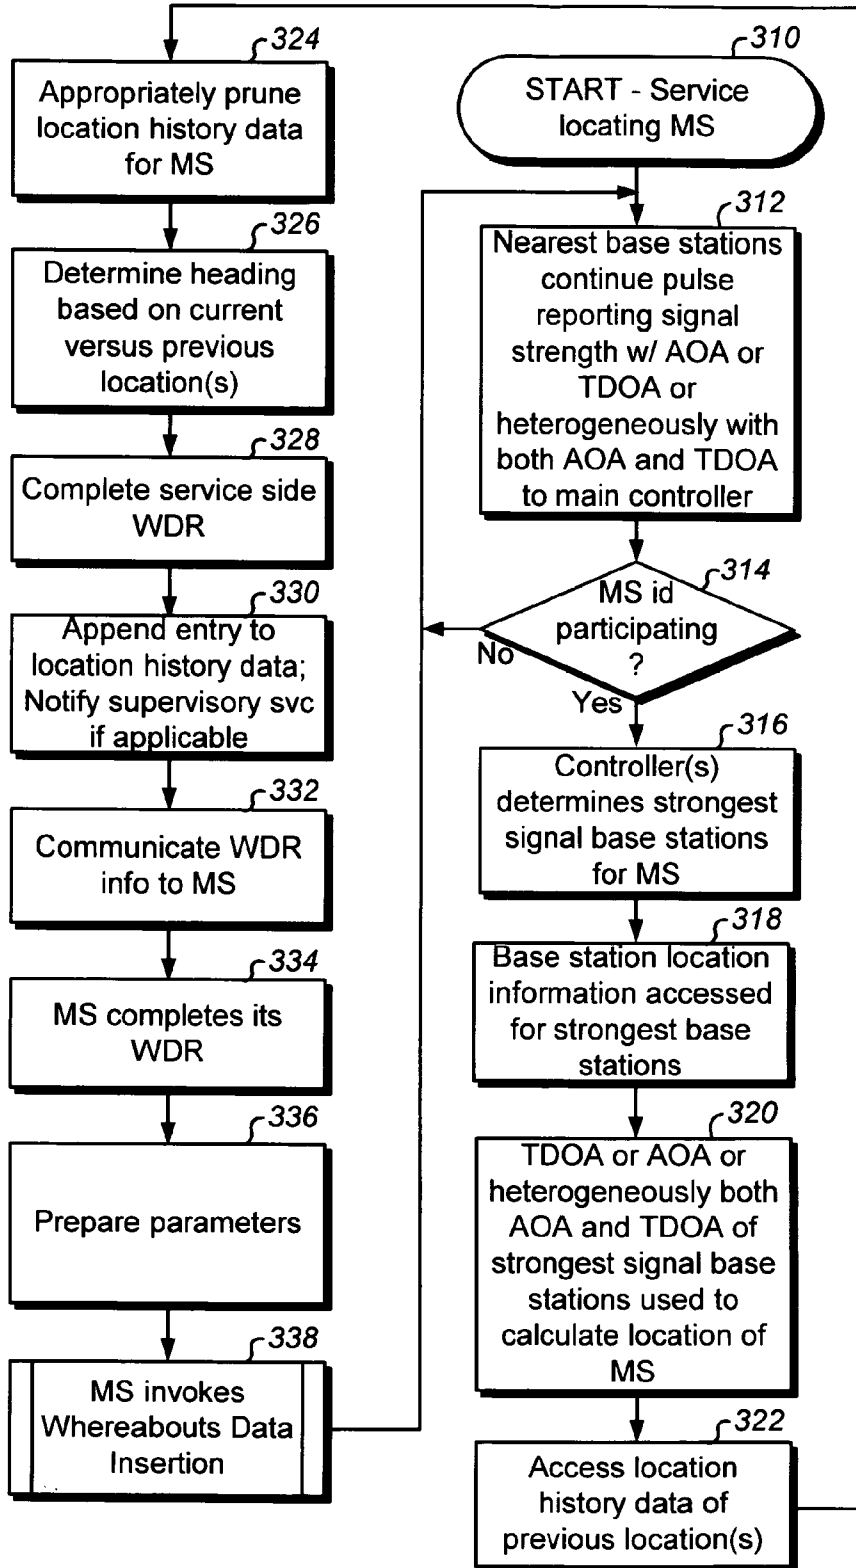 310
START - Service
locating MS
312
Nearest base stations
continue pulse
reporting signal
strength w/ AOA or
TDOA or
heterogeneously with
both AOA and TDOA
to main controller
314
MS id
participating
?
No
Yes
316
Controller(s)
determines strongest
signal base stations
for MS
318
Base station location
information accessed
for strongest base
stations
320
TDOA or AOA or
heterogeneously both
AOA and TDOA of
strongest signal base
stations used to
calculate location of
MS
322
Access location
history data of
previous location(s)
324
Appropriately prune
location history data
for MS
326
Determine heading
based on current
versus previous
location(s)
328
Complete service side
WDR
330
Append entry to
location history data;
Notify supervisory svc
if applicable
332
Communicate WDR
info to MS
334
MS completes its
WDR
336
Prepare parameters
338
MS invokes
Whereabouts Data
Insertion